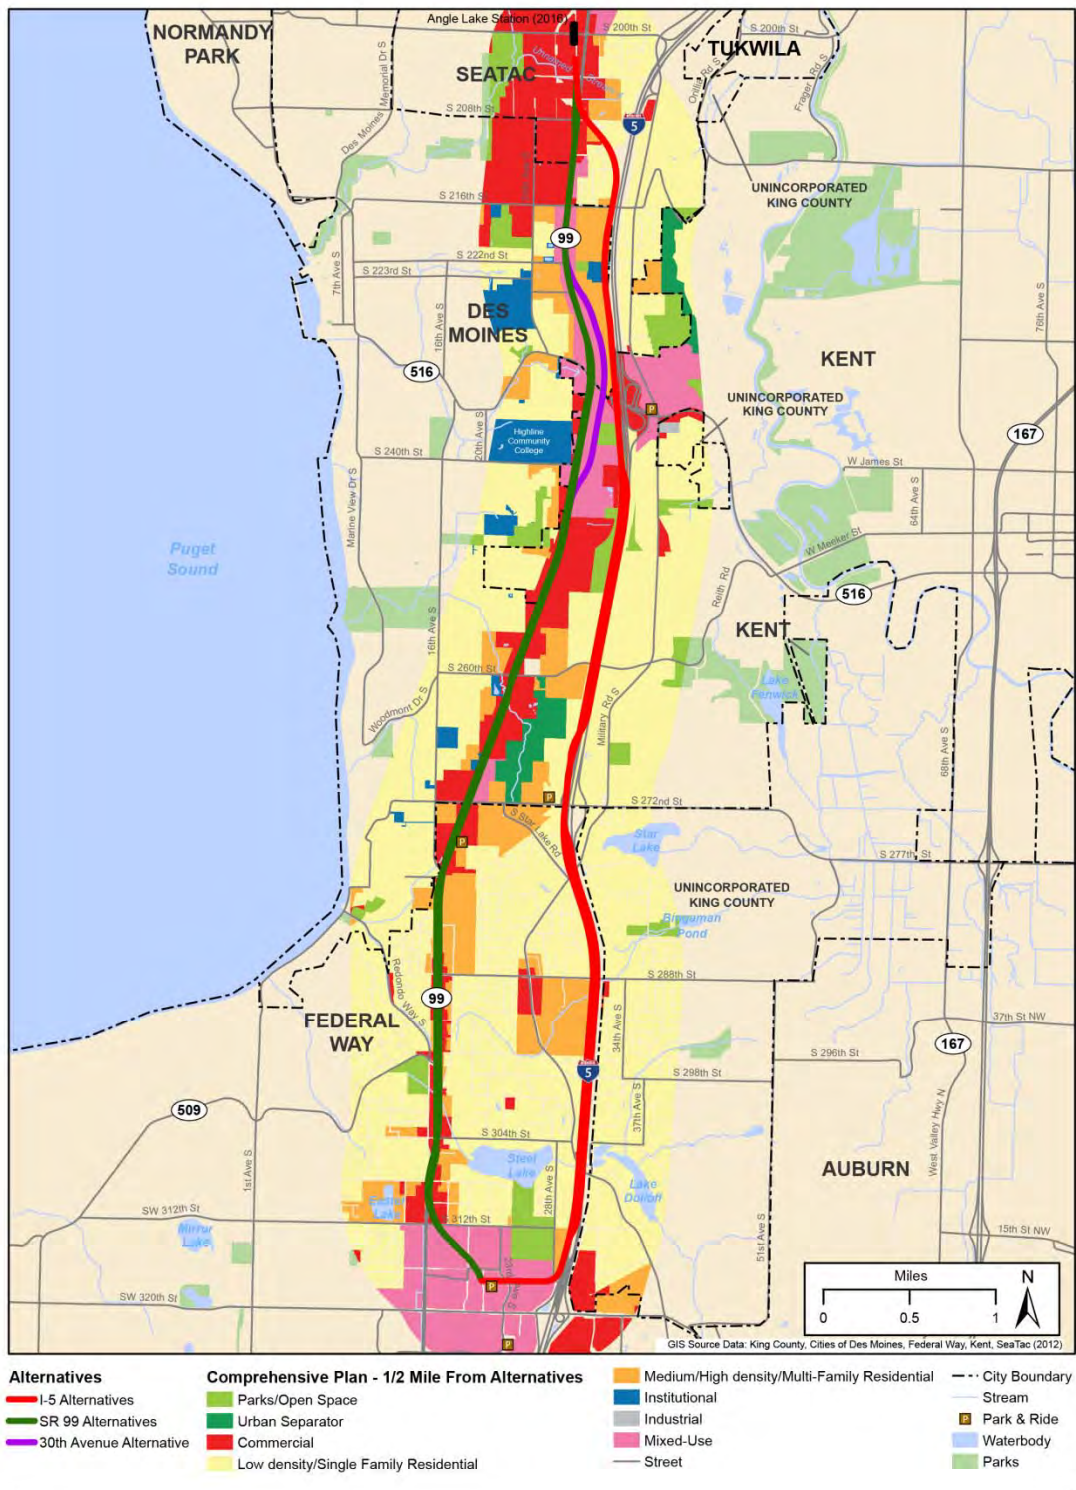 Angle Lake Station (2016)
S 200th St
S 200th St
NORMANDY
PARK
TUKWILA
SEATAC
Des Moines Memorial Dr S
Orillia Rd S
Frager Rd S
S 208th St
5
UNINCORPORATED
KING COUNTY
S 216th St
99
S 222nd St
S 223rd St
7th Ave S
16th Ave S
76th Ave S
DES
MOINES
KENT
516
P
UNINCORPORATED
KING COUNTY
Highline
Community
College
20th Ave S
167
S 240th St
W James St
Marine View Dr S
64th Ave S
W Meeker St
Puget
Sound
Reith Rd
516
16th Ave S
KENT
S 260th St
Lake
Fenwick
Woodmont Dr S
Military Rd S
68th Ave S
P
S 272nd St
S Star Lake Rd
Star
Lake
P
S 277th St
UNINCORPORATED
KING COUNTY
Bingaman
Pond
Redondo Way S
S 288th St
99
FEDERAL
WAY
34th Ave S
37th St NW
167
S 296th St
5
S 298th St
509
37th Ave S
West Valley Hwy N
S 304th St
1st Ave S
Steel
Lake
AUBURN
28th Ave S
Lake
Dolloff
Easter
Lake
SW 312th St
S 312th St
Mirror
Lake
51st Ave S
15th St NW
23rd Ave S
P
SW 320th St
P
Miles
N
0
0.5
1
GIS Source Data: King County, Cities of Des Moines, Federal Way, Kent, SeaTac (2012)
Alternatives
I-5 Alternatives
SR 99 Alternatives
30th Avenue Alternative
Comprehensive Plan - 1/2 Mile From Alternatives
Parks/Open Space
Urban Separator
Commercial
Low density/Single Family Residential
Medium/High density/Multi-Family Residential
Institutional
Industrial
Mixed-Use
Street
City Boundary
Stream
P Park & Ride
Waterbody
Parks